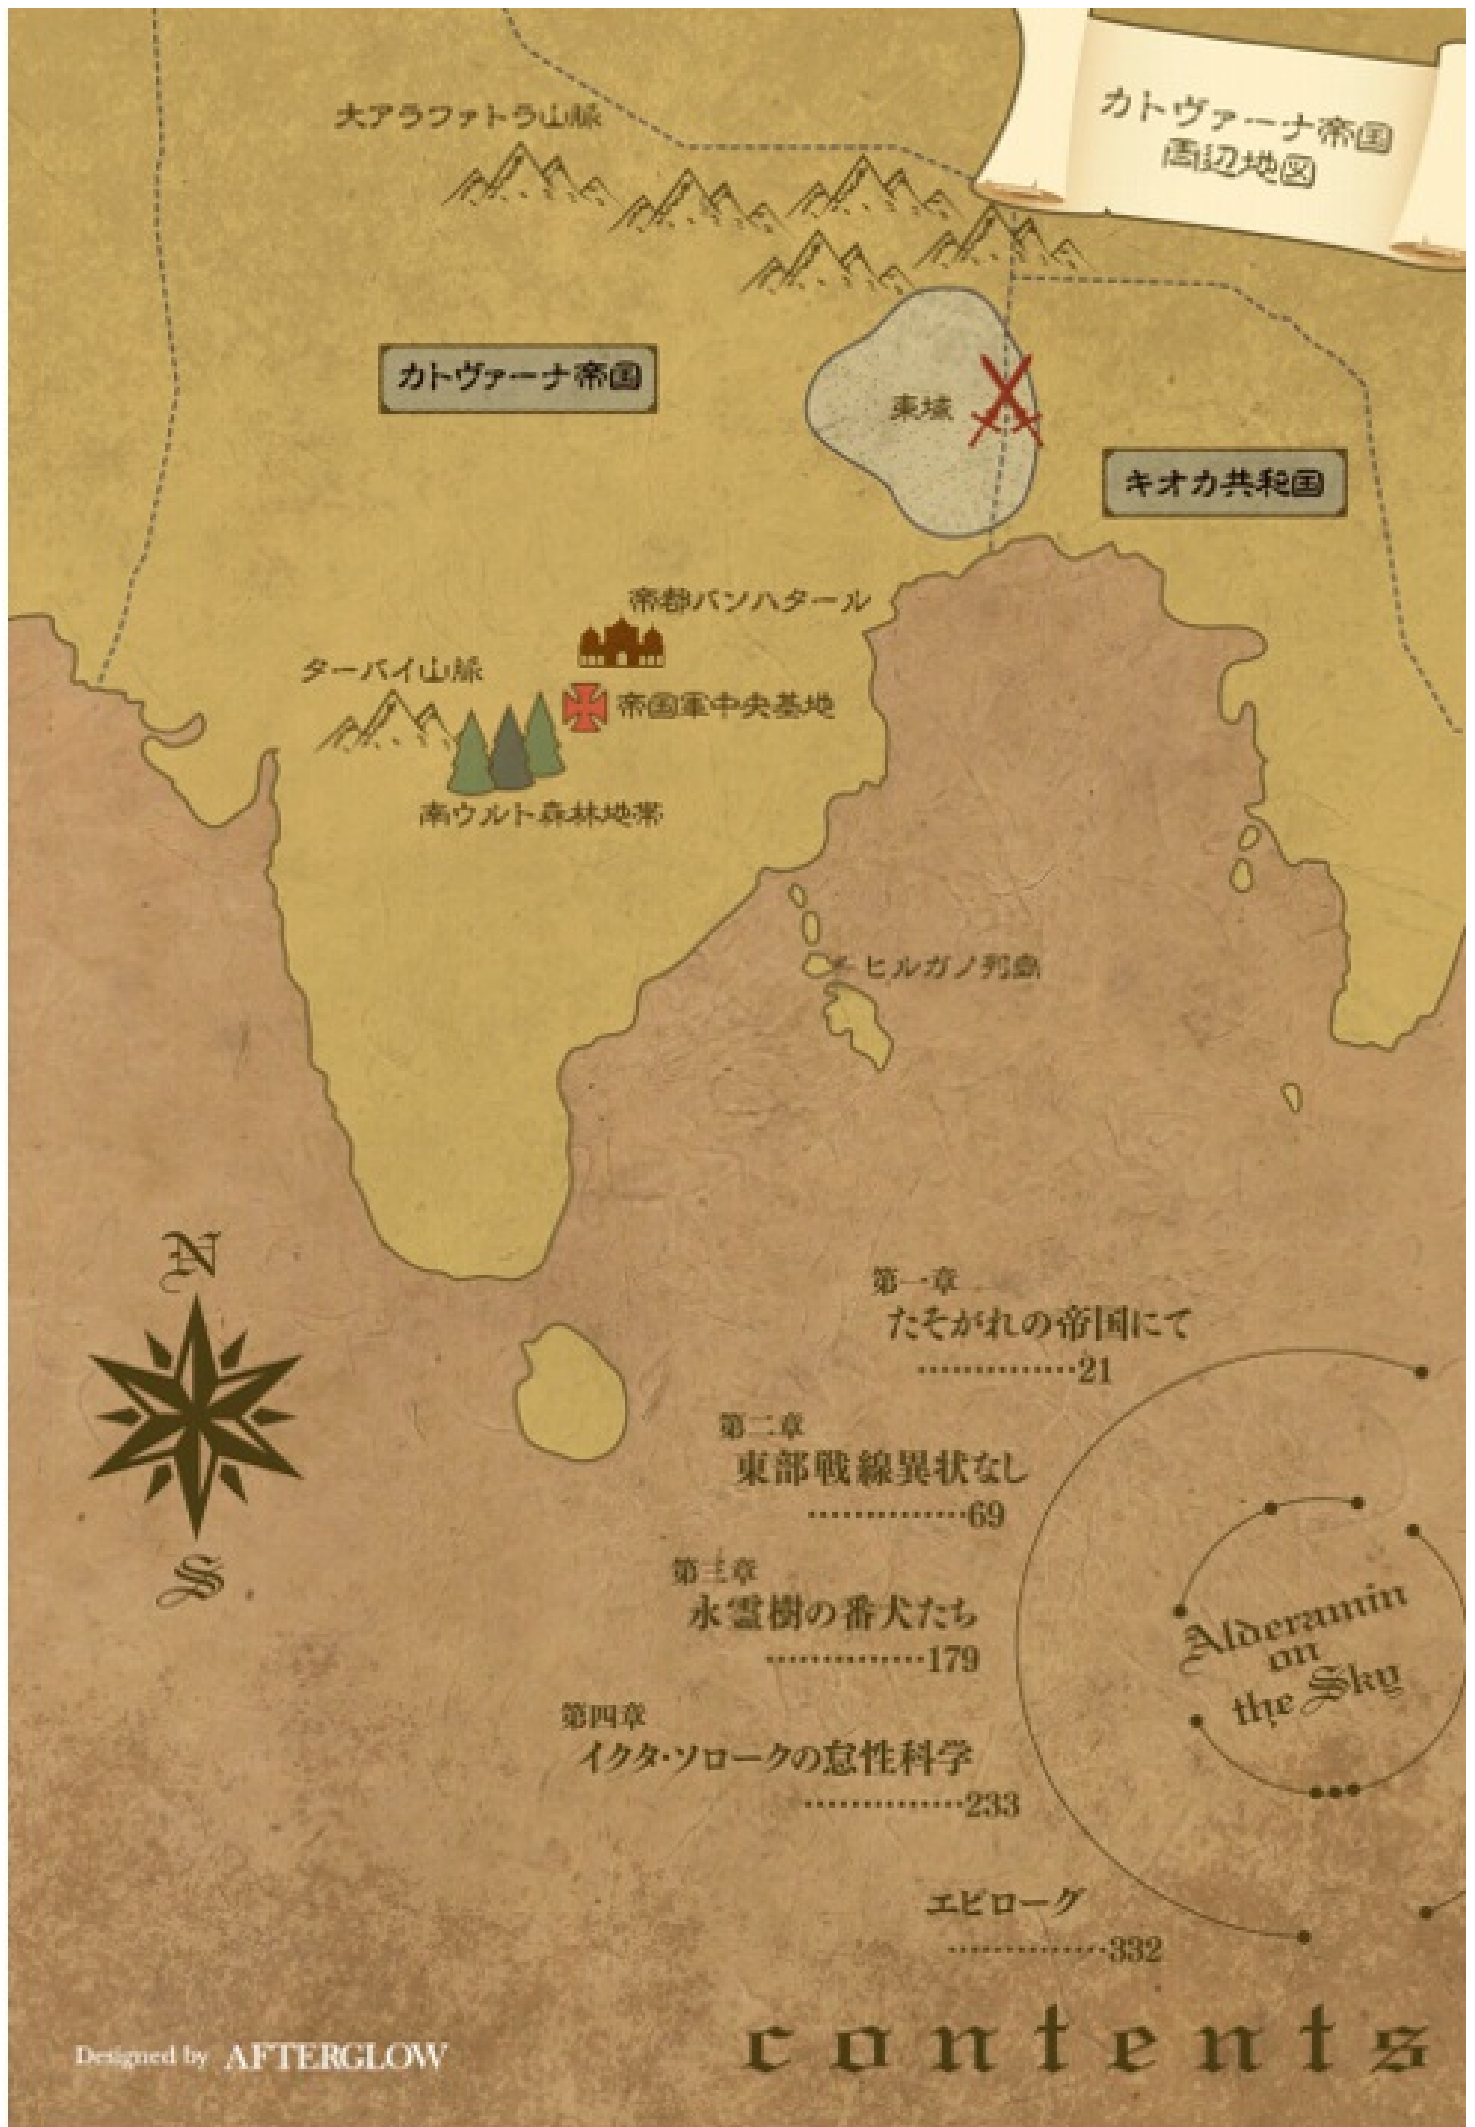 カトヴァーナ帝国
周辺地図
大アラファトラ山脈
カトヴァーナ帝国
東域
キオカ共和国
帝都バンハタール
ターバイ山脈
帝国軍中央基地
南ウルト森林地帯
ヒルガノ列島
N
S
第一章
たそがれの帝国にて
……………21
第二章
東部戦線異状なし
……………69
第三章
永霊樹の番犬たち
……………179
第四章
イクタ・ソロークの怠性科学
……………233
エピローグ
……………332
Alderamin
on
the Sky
contents
Designed by AFTERGLOW